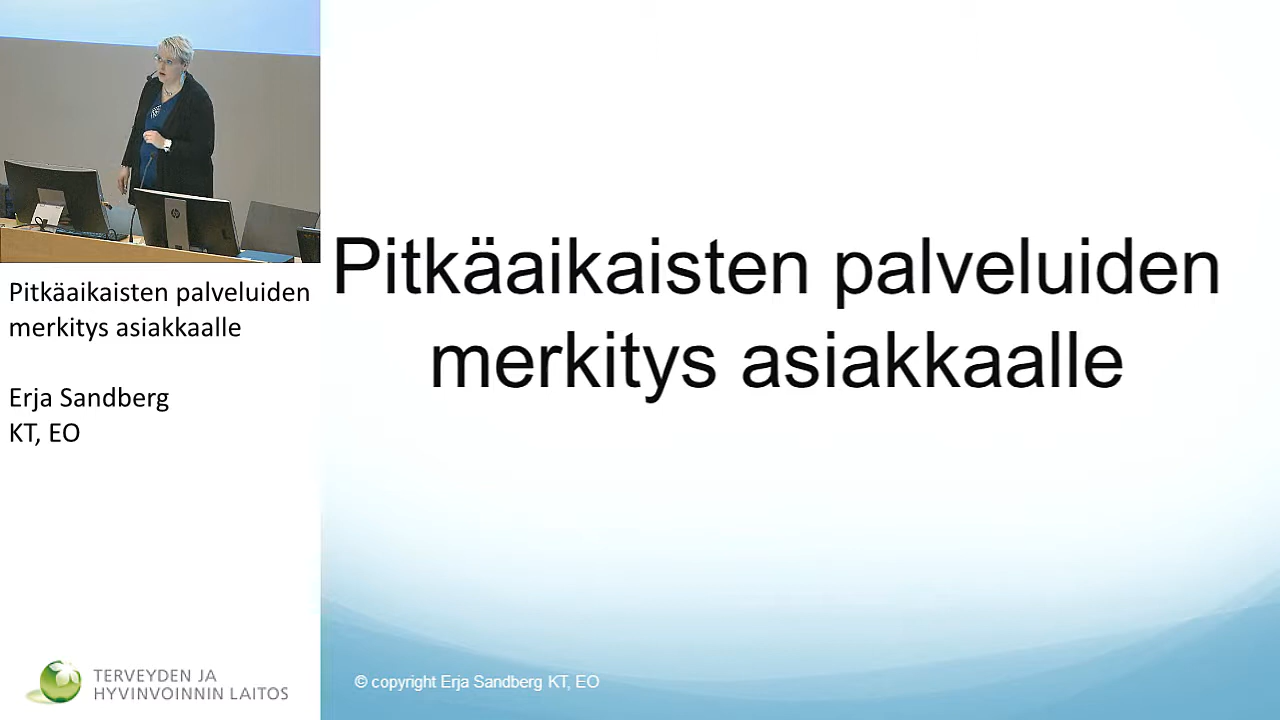 Pitkäaikaisten palveluiden
merkitys asiakkaalle
Erja Sandberg
KT, EO
TERVEYDEN JA
HYVINVOINNIN LAITOS
Pitkäaikaisten palveluiden
merkitys asiakkaalle
© copyright Erja Sandberg KT, EO
hp